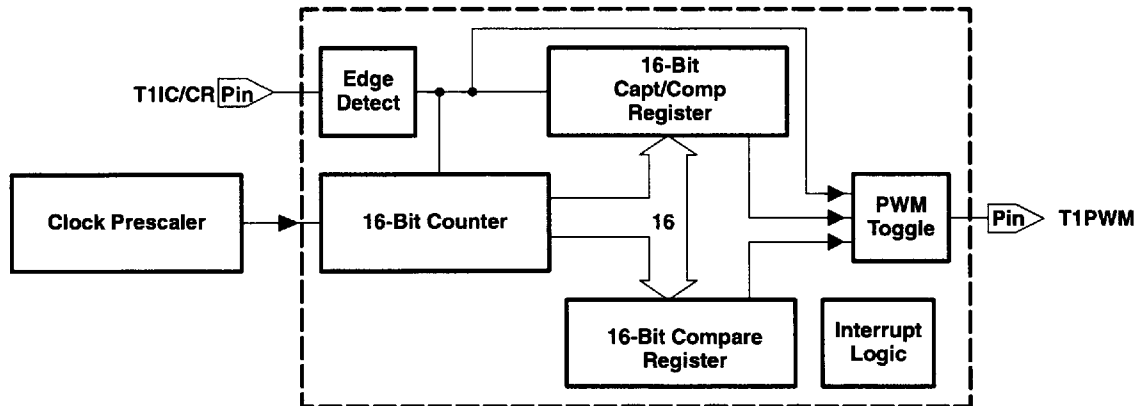 T1IC/CR Pin
Edge
Detect
16-Bit
Capt/Comp
Register
Clock Prescaler
16-Bit Counter
16
PWM
Toggle
Pin T1PWM
16-Bit Compare
Register
Interrupt
Logic